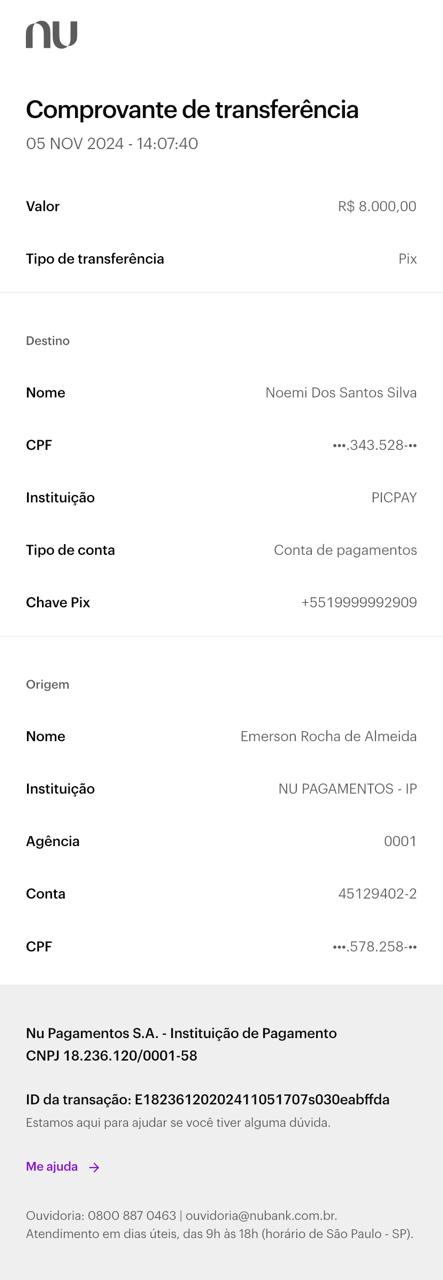 nu
Comprovante de transferência
05 NOV 2024 - 14:07:40
Valor R$ 8.000,00
Tipo de transferência Pix
Destino
Nome Noemi Dos Santos Silva
CPF •••.343.528-••
Instituição PICPAY
Tipo de conta Conta de pagamentos
Chave Pix +5519999992909
Origem
Nome Emerson Rocha de Almeida
Instituição NU PAGAMENTOS - IP
Agência 0001
Conta 45129402-2
CPF •••.578.258-••
Nu Pagamentos S.A. - Instituição de Pagamento
CNPJ 18.236.120/0001-58
ID da transação: E18236120202411051707s030eabffda
Estamos aqui para ajudar se você tiver alguma dúvida.
Me ajuda →
Ouvidoria: 0800 887 0463 | ouvidoria@nubank.com.br.
Atendimento em dias úteis, das 9h às 18h (horário de São Paulo - SP).